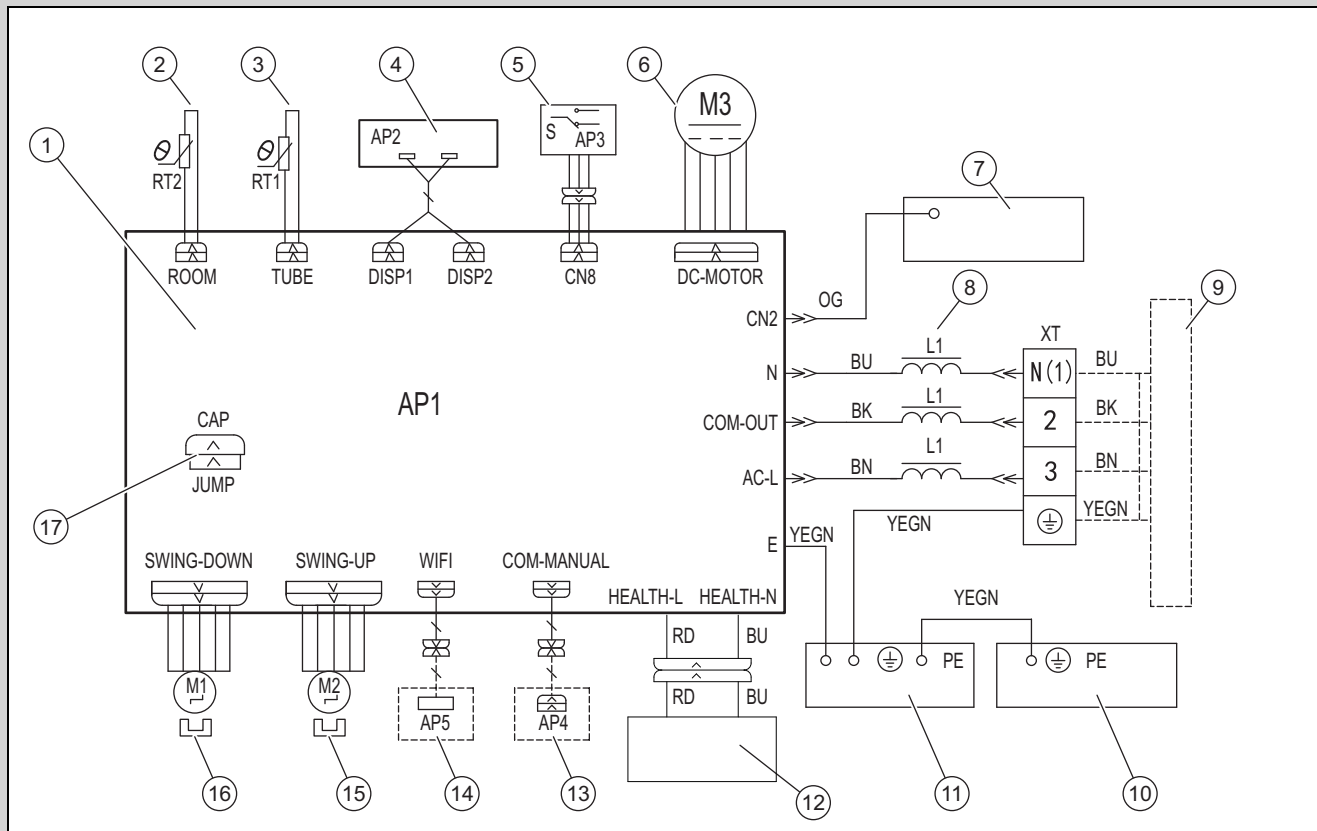 2
3
4
5
6
1
AP2
S
AP3
M3
RT2
RT1
7
ROOM
TUBE
DISP1
DISP2
CN8
DC-MOTOR
OG
8
9
CN2
XT
N
BU
L1
N(1)
BU
CAP
AP1
COM-OUT
BK
L1
2
BK
JUMP
AC-L
BN
L1
3
BN
17
YEGN
YEGN
E
YEGN
SWING-DOWN
SWING-UP
WIFI
COM-MANUAL
HEALTH-L
HEALTH-N
YEGN
RD
BU
PE
PE
M1
M2
RD
BU
AP5
AP4
16
15
14
13
12
11
10